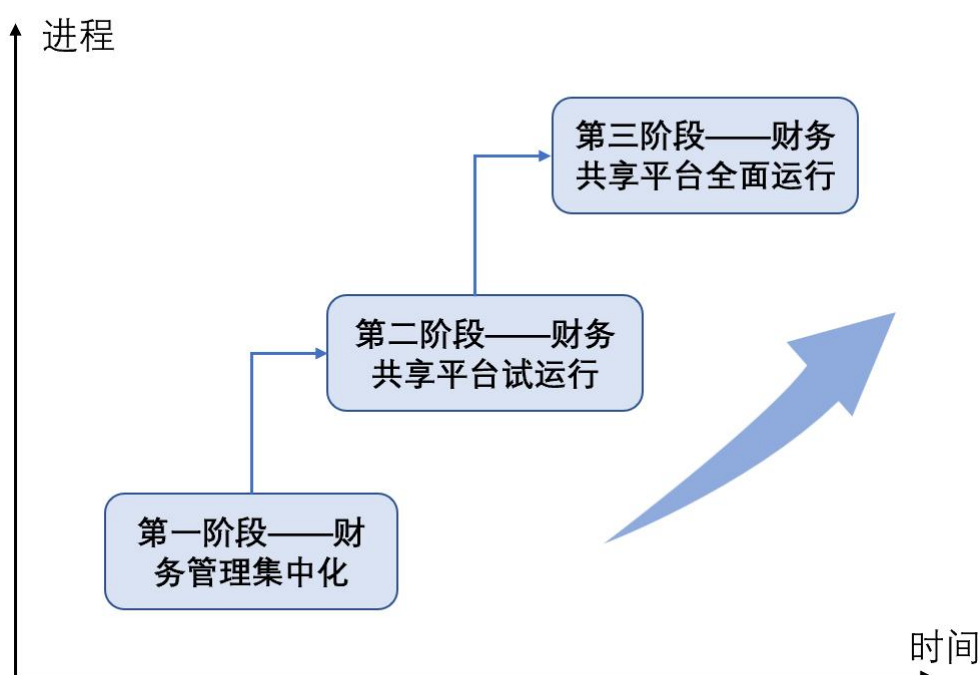 进程
第三阶段——财务
共享平台全面运行
第二阶段——财务
共享平台试运行
第一阶段——财
务管理集中化
时间